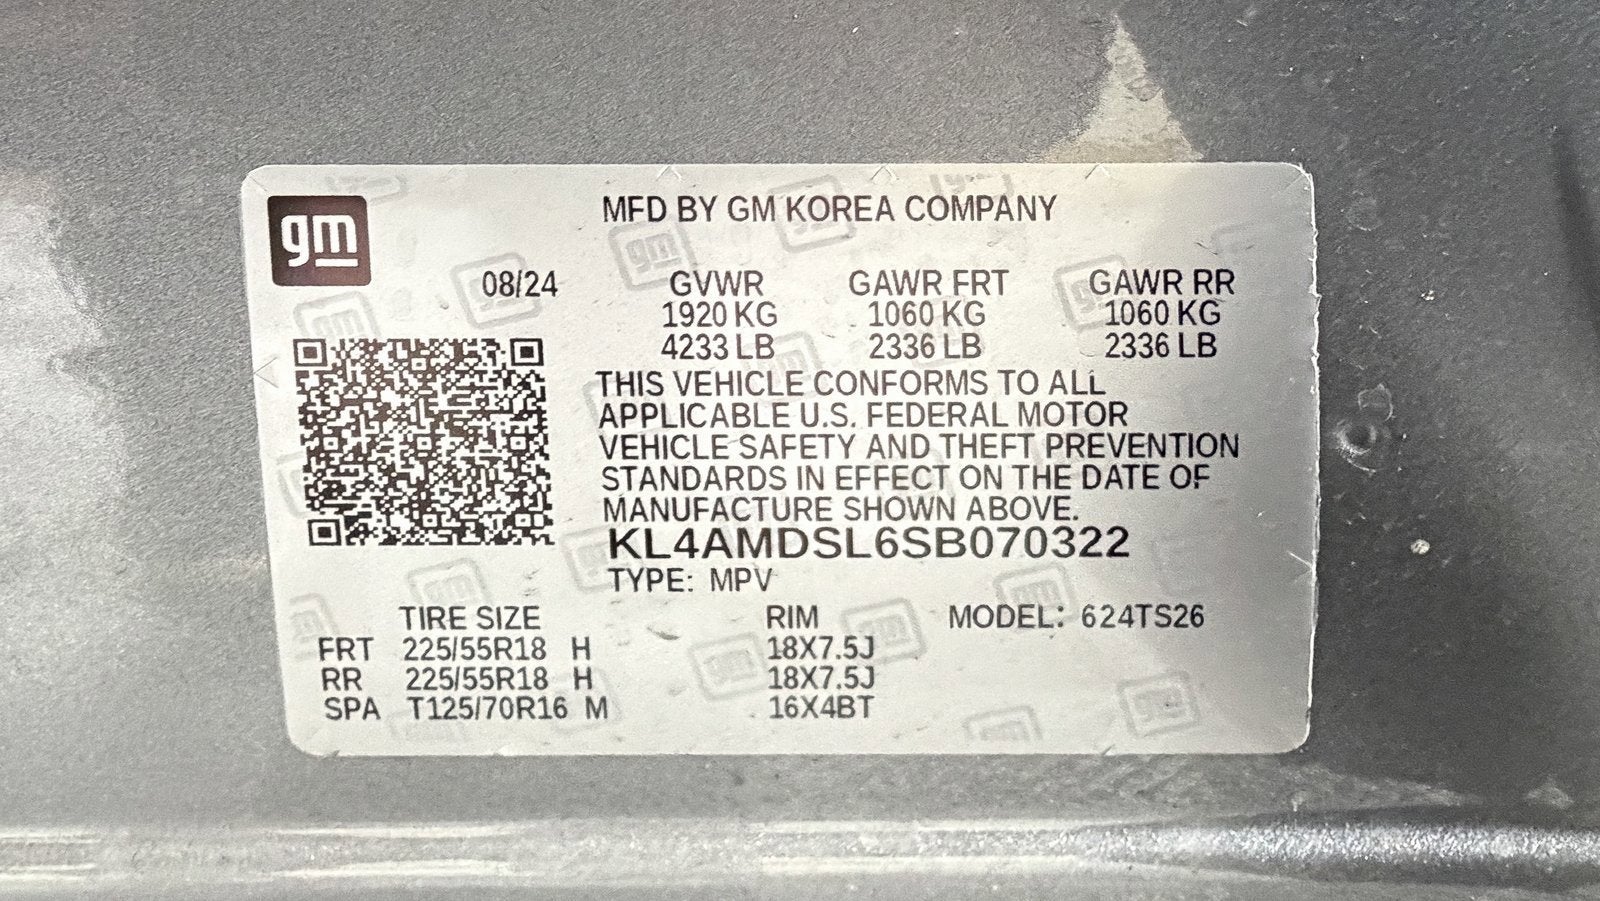 gm
MFD BY GM KOREA COMPANY
08/24 GVWR GAWR FRT GAWR RR
1920 KG 1060 KG 1060 KG
4233 LB 2336 LB 2336 LB
THIS VEHICLE CONFORMS TO ALL
APPLICABLE U.S. FEDERAL MOTOR
VEHICLE SAFETY AND THEFT PREVENTION
STANDARDS IN EFFECT ON THE DATE OF
MANUFACTURE SHOWN ABOVE.
KL4AMDSL6SB070322
TYPE: MPV
TIRE SIZE RIM MODEL: 624TS26
FRT 225/55R18 H 18X7.5J
RR 225/55R18 H 18X7.5J
SPA T125/70R16 M 16X4BT